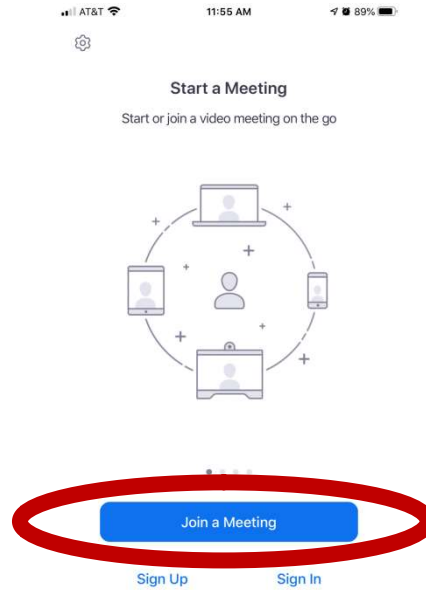 AT&T 11:55 AM 89%
Start a Meeting
Start or join a video meeting on the go
Join a Meeting
Sign Up Sign In